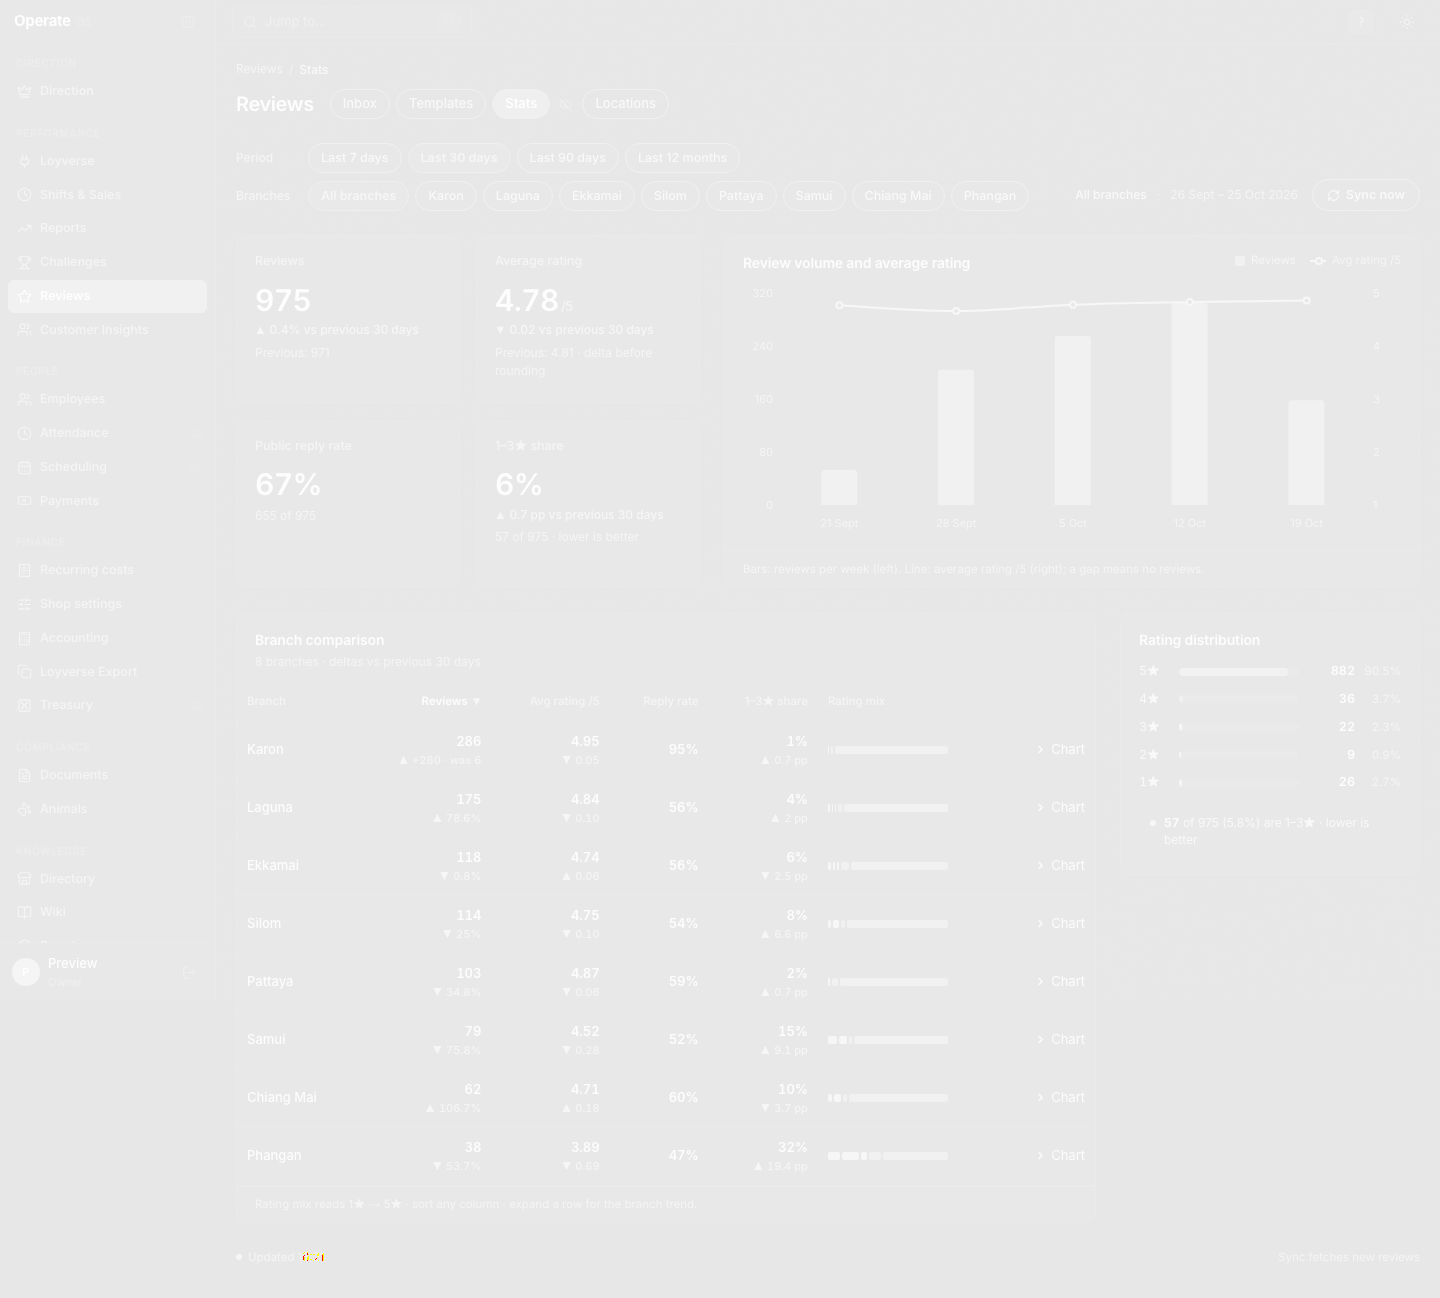 Operate
Jump to...
?
DIRECTION
Direction
PERFORMANCE
Loyverse
Shifts & Sales
Reports
Challenges
Reviews
Customer Insights
PEOPLE
Employees
Attendance
Scheduling
Payments
FINANCE
Recurring costs
Shop settings
Accounting
Loyverse Export
Treasury
COMPLIANCE
Documents
Animals
KNOWLEDGE
Directory
Wiki
P
Preview
Owner
Reviews / Stats
Reviews Inbox Templates Stats Locations
Period Last 7 days Last 30 days Last 90 days Last 12 months
Branches All branches Karon Laguna Ekkamai Silom Pattaya Samui Chiang Mai Phangan All branches · 26 Sept – 25 Oct 2026 Sync now
Reviews
975
▲ 0.4% vs previous 30 days
Previous: 971
Average rating
4.78 /5
▼ 0.02 vs previous 30 days
Previous: 4.81 · delta before
rounding
Public reply rate
67%
655 of 975
1–3★ share
6%
▲ 0.7 pp vs previous 30 days
57 of 975 · lower is better
Review volume and average rating Reviews Avg rating /5
320 5
240 4
160 3
80 2
0 1
21 Sept 28 Sept 5 Oct 12 Oct 19 Oct
Bars: reviews per week (left). Line: average rating /5 (right); a gap means no reviews.
Branch comparison
8 branches · deltas vs previous 30 days
Branch Reviews ▼ Avg rating /5 Reply rate 1–3★ share Rating mix
Karon 286 4.95 95% 1% › Chart
▲ +280 · was 6 ▼ 0.05 ▲ 0.7 pp
Laguna 175 4.84 56% 4% › Chart
▲ 78.6% ▼ 0.10 ▲ 2 pp
Ekkamai 118 4.74 56% 6% › Chart
▼ 0.8% ▲ 0.06 ▼ 2.5 pp
Silom 114 4.75 54% 8% › Chart
▼ 25% ▼ 0.10 ▲ 6.6 pp
Pattaya 103 4.87 59% 2% › Chart
▼ 34.8% ▼ 0.06 ▲ 0.7 pp
Samui 79 4.52 52% 15% › Chart
▼ 75.8% ▼ 0.28 ▲ 9.1 pp
Chiang Mai 62 4.71 60% 10% › Chart
▲ 106.7% ▲ 0.18 ▼ 3.7 pp
Phangan 38 3.89 47% 32% › Chart
▼ 53.7% ▼ 0.69 ▲ 19.4 pp
Rating mix reads 1★ → 5★ · sort any column · expand a row for the branch trend.
Rating distribution
5★ 882 90.5%
4★ 36 3.7%
3★ 22 2.3%
2★ 9 0.9%
1★ 26 2.7%
57 of 975 (5.8%) are 1–3★ · lower is
better
Updated
Sync fetches new reviews